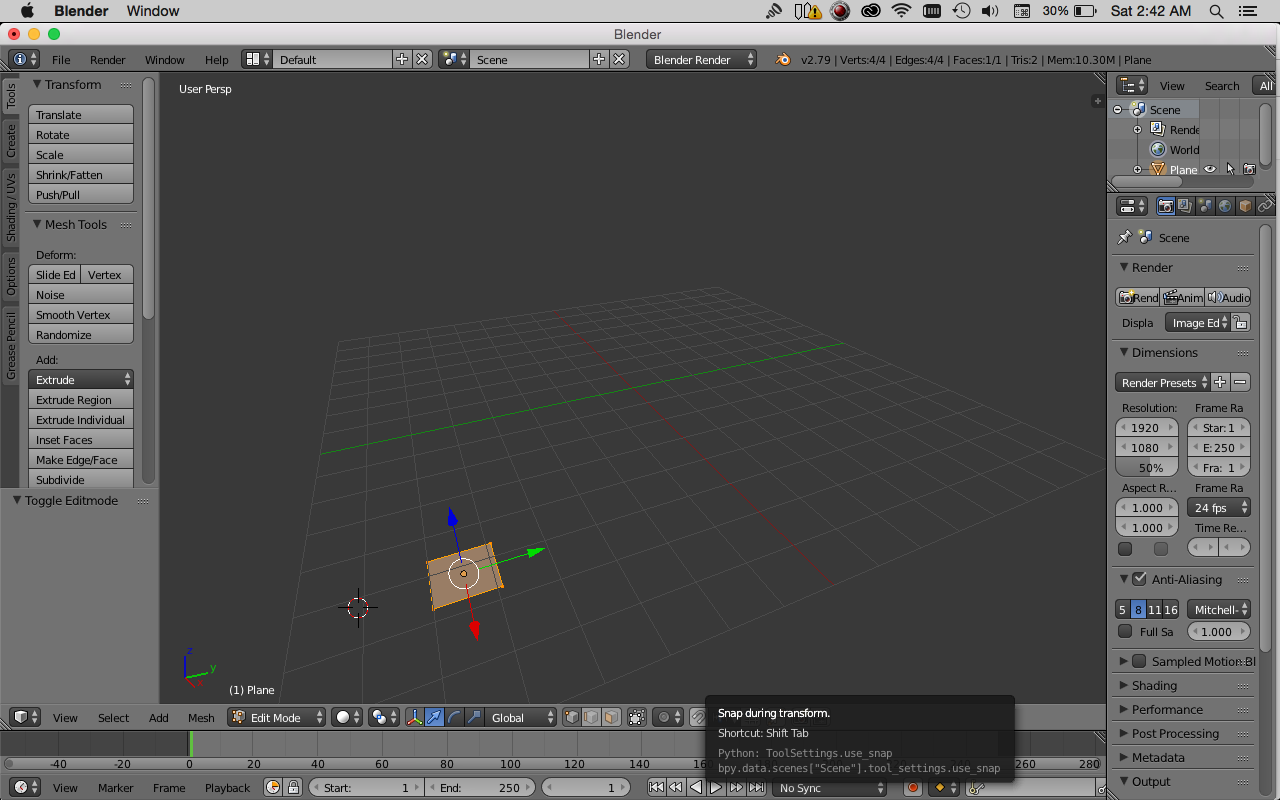 Blender Window 30% Sat 2:42 AM
Blender
File Render Window Help Default Scene Blender Render v2.79 | Verts:4/4 | Edges:4/4 | Faces:1/1 | Tris:2 | Mem:10.30M | Plane
Tools
Create
Shading / UVs
Options
Grease Pencil
Transform
Translate
Rotate
Scale
Shrink/Fatten
Push/Pull
Mesh Tools
Deform:
Slide Ed Vertex
Noise
Smooth Vertex
Randomize
Add:
Extrude
Extrude Region
Extrude Individual
Inset Faces
Make Edge/Face
Subdivide
Toggle Editmode
User Persp
z
y
(1) Plane
View Search All
Scene
Rende
World
Plane
Scene
Render
Rend Anim Audio
Displa Image Ed
Dimensions
Render Presets
Resolution: Frame Ra
1920 Star: 1
1080 E: 250
50% Fra: 1
Aspect R... Frame Ra
1.000 24 fps
1.000 Time Re...
Anti-Aliasing
5 8 11 16 Mitchell-
Full Sa 1.000
Sampled Motion Bl
Shading
Performance
Post Processing
Metadata
Output
View Select Add Mesh Edit Mode Global
Snap during transform.
Shortcut: Shift Tab
Python: ToolSettings.use_snap
bpy.data.scenes["Scene"].tool_settings.use_snap
-40 -20 0 20 40 60 80 100 120 140 160 280
View Marker Frame Playback Start: 1 End: 250 1 No Sync